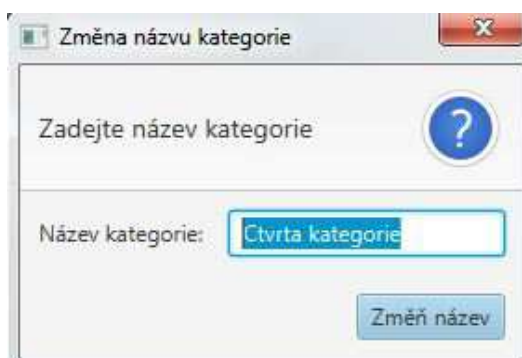 Změna názvu kategorie
Zadejte název kategorie
?
Název kategorie: Ctvrta kategorie
Změň název